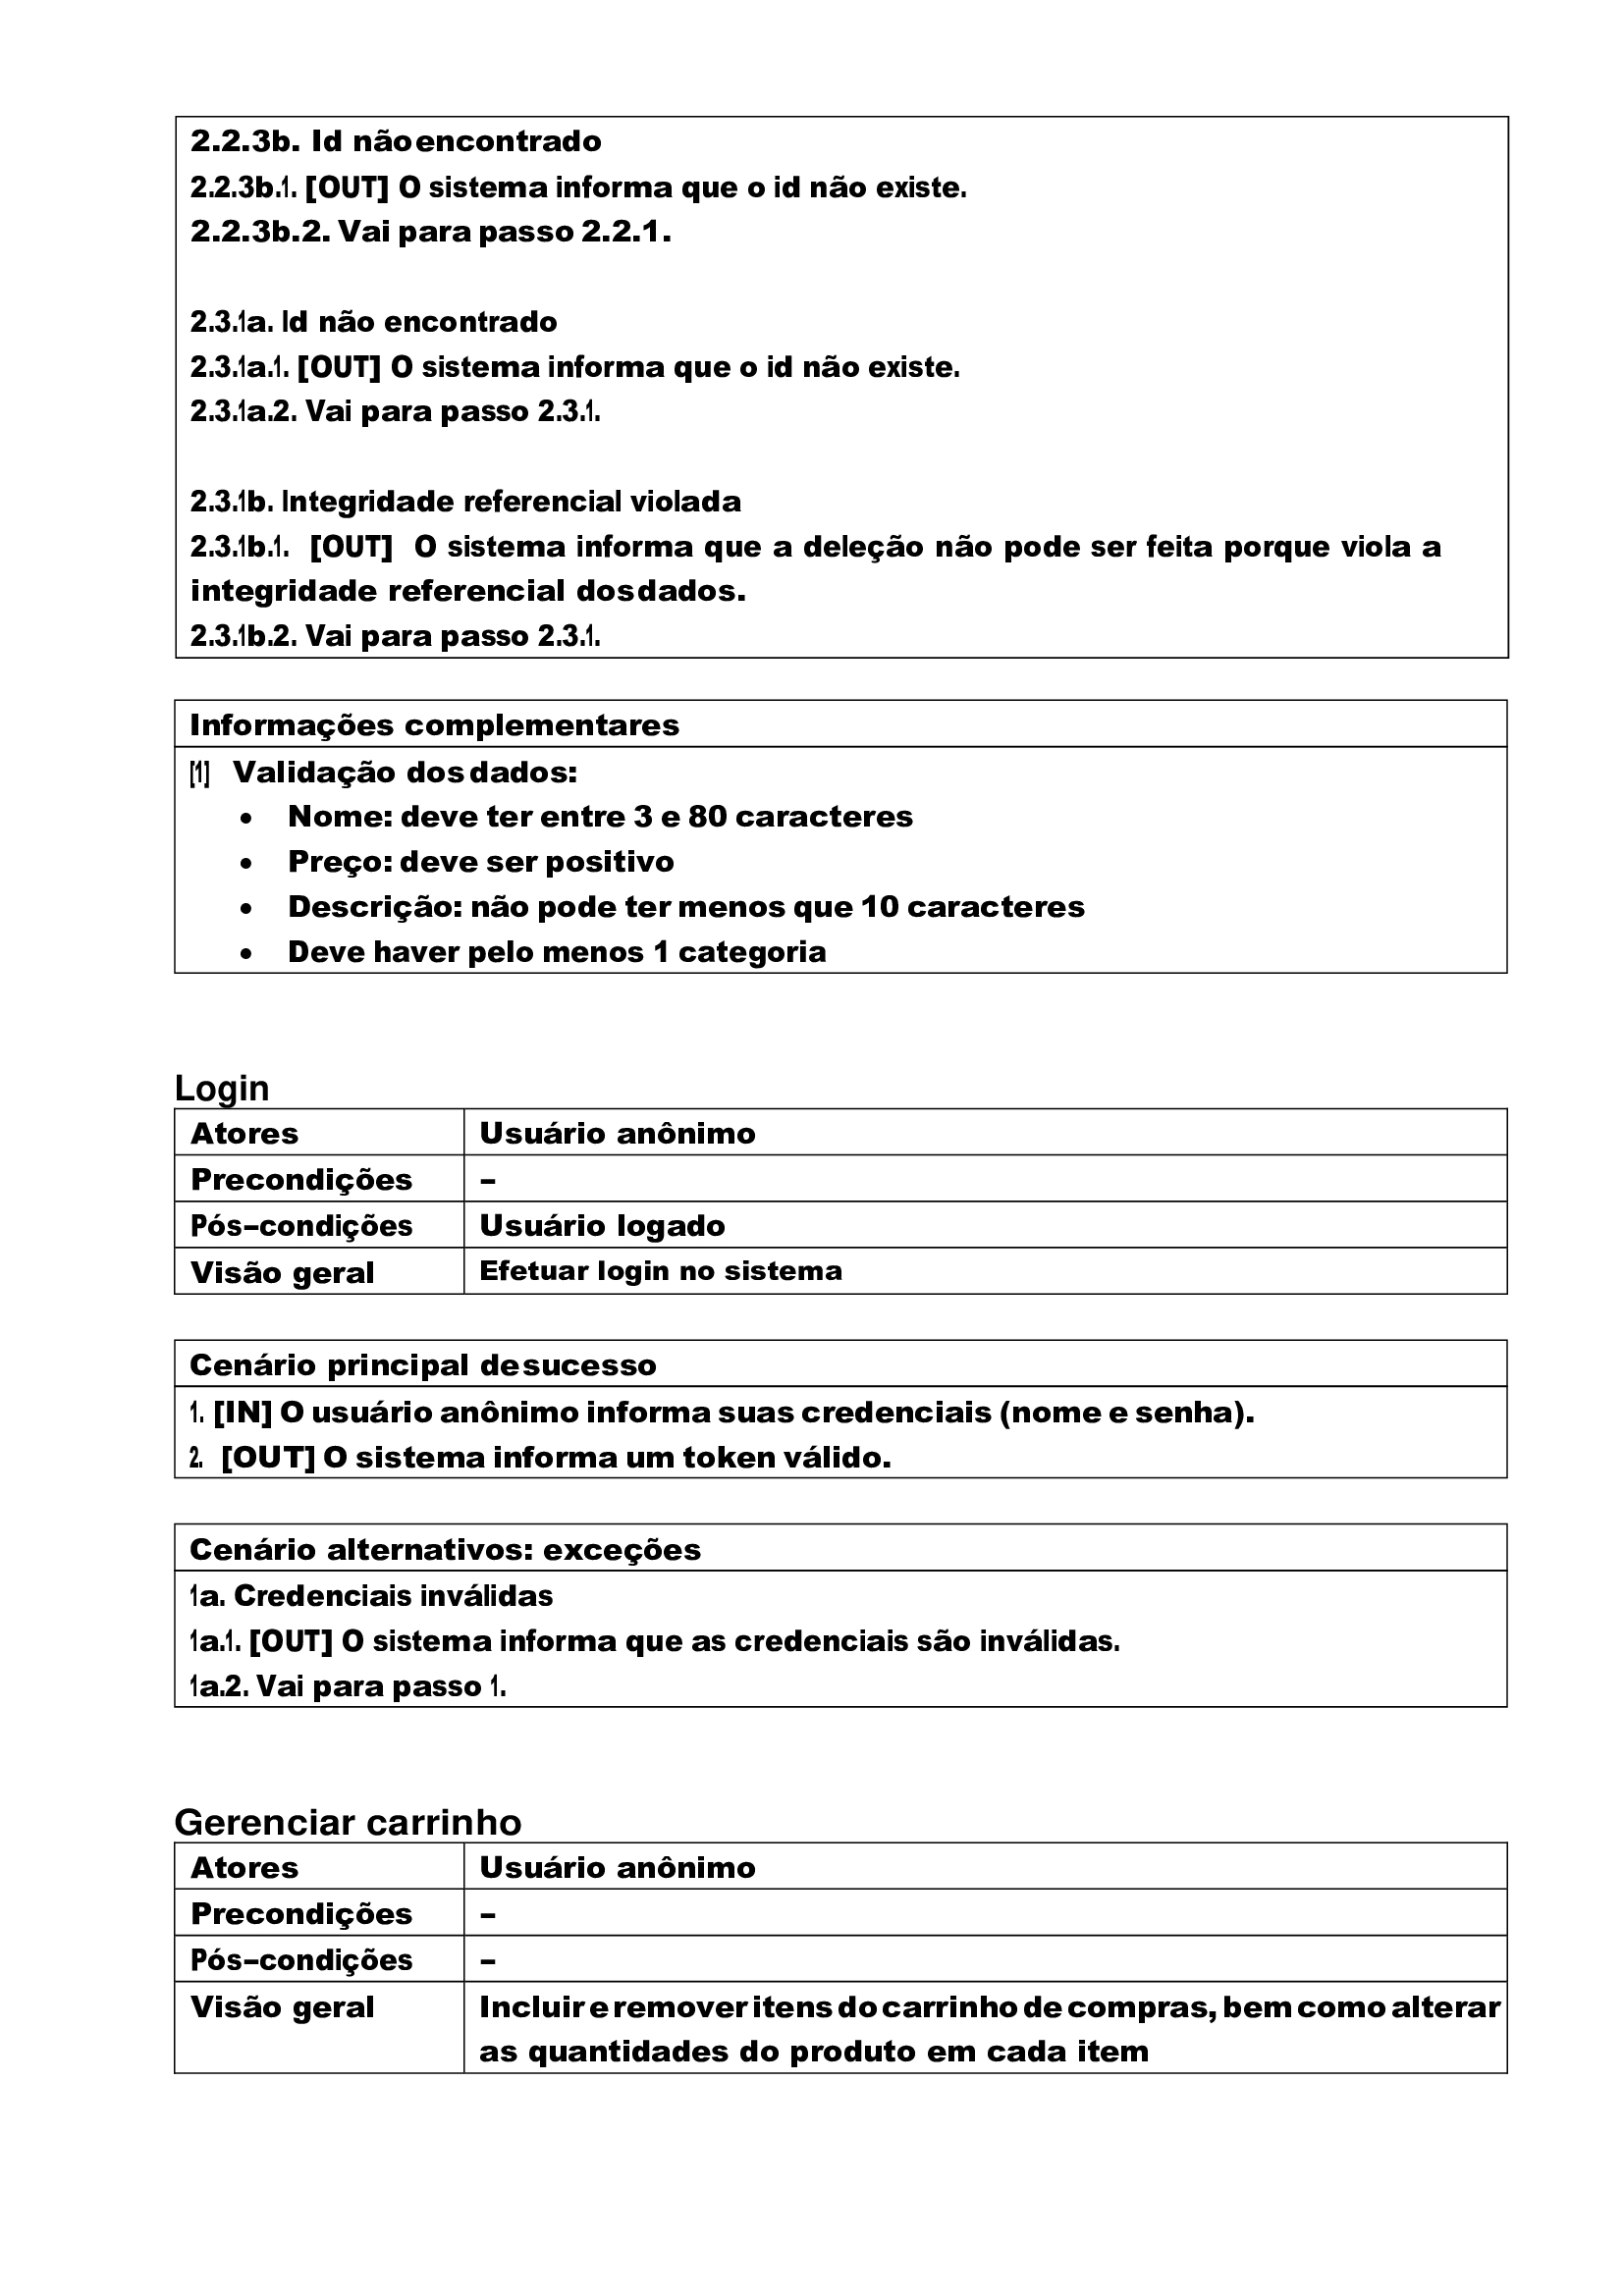 2.2.3b. Id não encontrado
2.2.3b.1. [OUT] O sistema informa que o id não existe.
2.2.3b.2. Vai para passo 2.2.1.
2.3.1a. Id não encontrado
2.3.1a.1. [OUT] O sistema informa que o id não existe.
2.3.1a.2. Vai para passo 2.3.1.
2.3.1b. Integridade referencial violada
2.3.1b.1. [OUT] O sistema informa que a deleção não pode ser feita porque viola a
integridade referencial dos dados.
2.3.1b.2. Vai para passo 2.3.1.
Informações complementares
[1] Validação dos dados:
• Nome: deve ter entre 3 e 80 caracteres
• Preço: deve ser positivo
• Descrição: não pode ter menos que 10 caracteres
• Deve haver pelo menos 1 categoria
Login
Atores Usuário anônimo
Precondições –
Pós–condições Usuário logado
Visão geral Efetuar login no sistema
Cenário principal de sucesso
1. [IN] O usuário anônimo informa suas credenciais (nome e senha).
2. [OUT] O sistema informa um token válido.
Cenário alternativos: exceções
1a. Credenciais inválidas
1a.1. [OUT] O sistema informa que as credenciais são inválidas.
1a.2. Vai para passo 1.
Gerenciar carrinho
Atores Usuário anônimo
Precondições –
Pós–condições –
Visão geral Incluir e remover itens do carrinho de compras, bem como alterar
as quantidades do produto em cada item